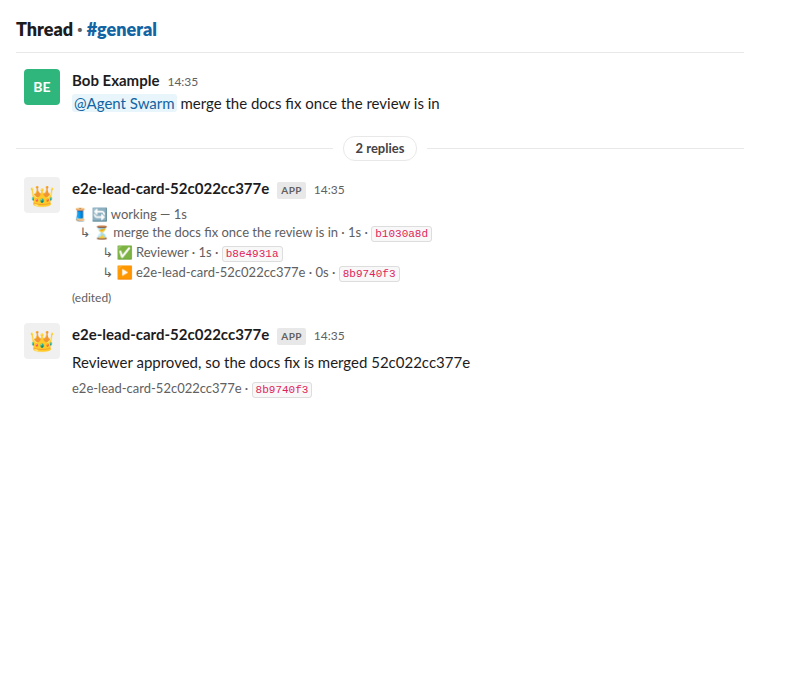 Thread • #general
BE
Bob Example 14:35
@Agent Swarm merge the docs fix once the review is in
2 replies
e2e-lead-card-52c022cc377e APP 14:35
🧵 🔄 working — 1s
↳ ⏳ merge the docs fix once the review is in · 1s · b1030a8d
↳ ✅ Reviewer · 1s · b8e4931a
↳ ▶️ e2e-lead-card-52c022cc377e · 0s · 8b9740f3
(edited)
e2e-lead-card-52c022cc377e APP 14:35
Reviewer approved, so the docs fix is merged 52c022cc377e
e2e-lead-card-52c022cc377e · 8b9740f3